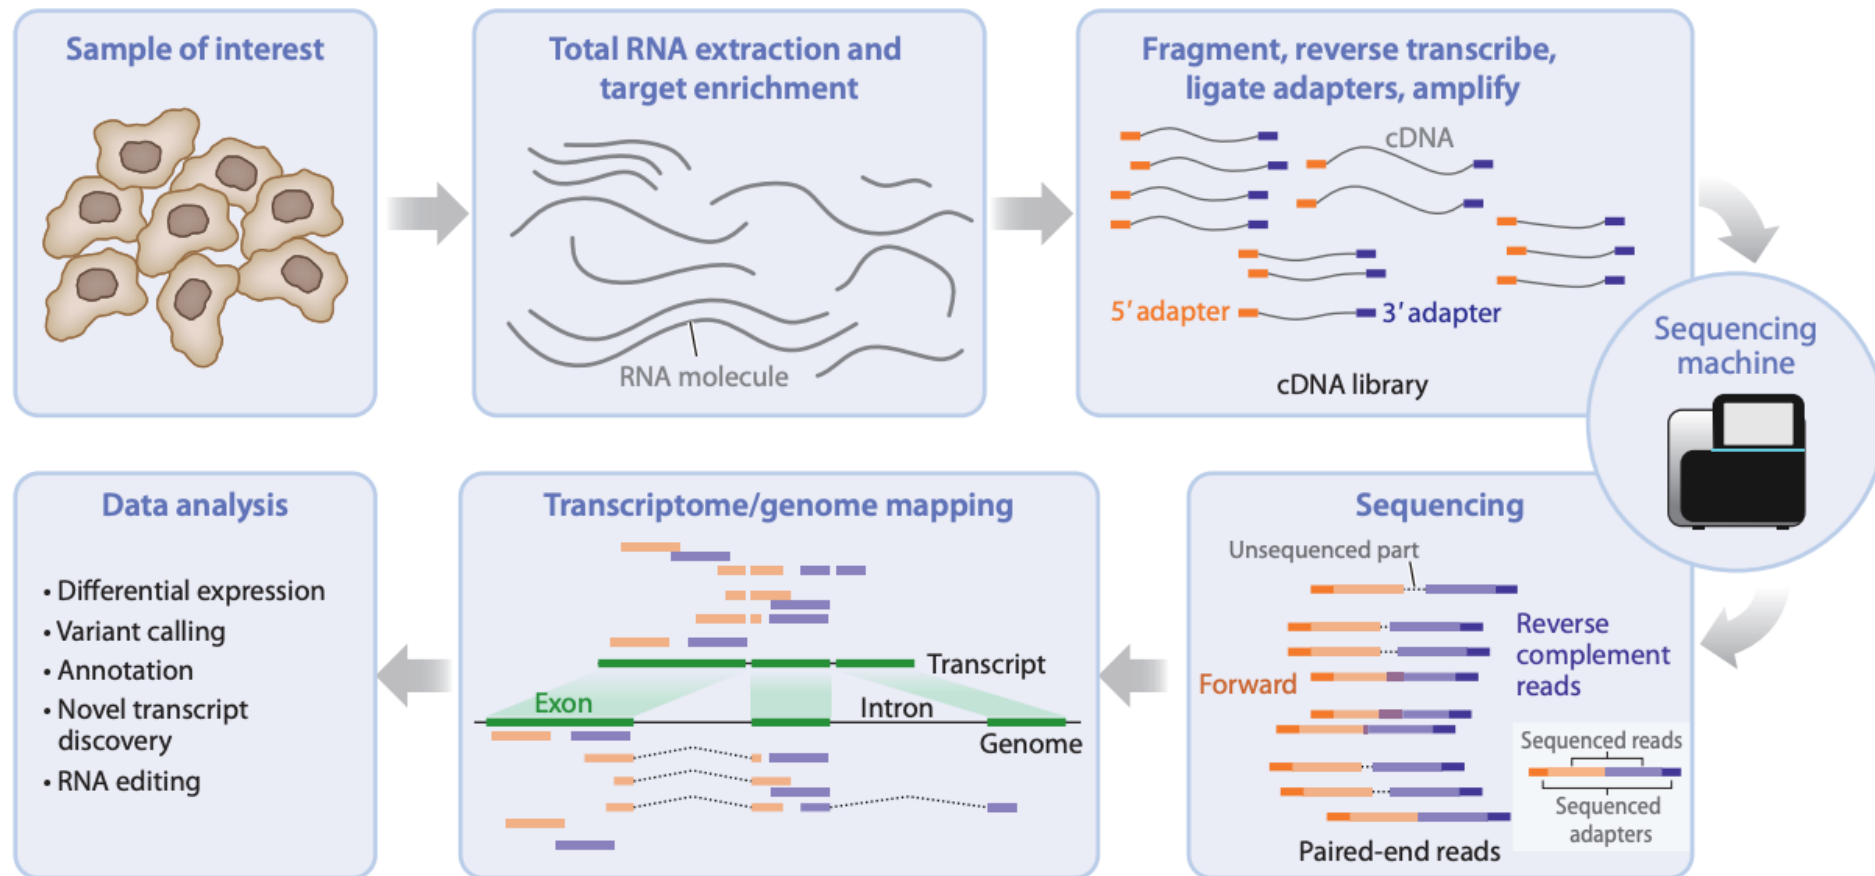 Sample of interest
Total RNA extraction and
target enrichment
RNA molecule
Fragment, reverse transcribe,
ligate adapters, amplify
cDNA
5′ adapter
3′ adapter
cDNA library
Sequencing
machine
Sequencing
Unsequenced part
Reverse
complement
reads
Forward
Sequenced reads
Sequenced
adapters
Paired-end reads
Transcriptome/genome mapping
Transcript
Exon
Intron
Genome
Data analysis
• Differential expression
• Variant calling
• Annotation
• Novel transcript
discovery
• RNA editing